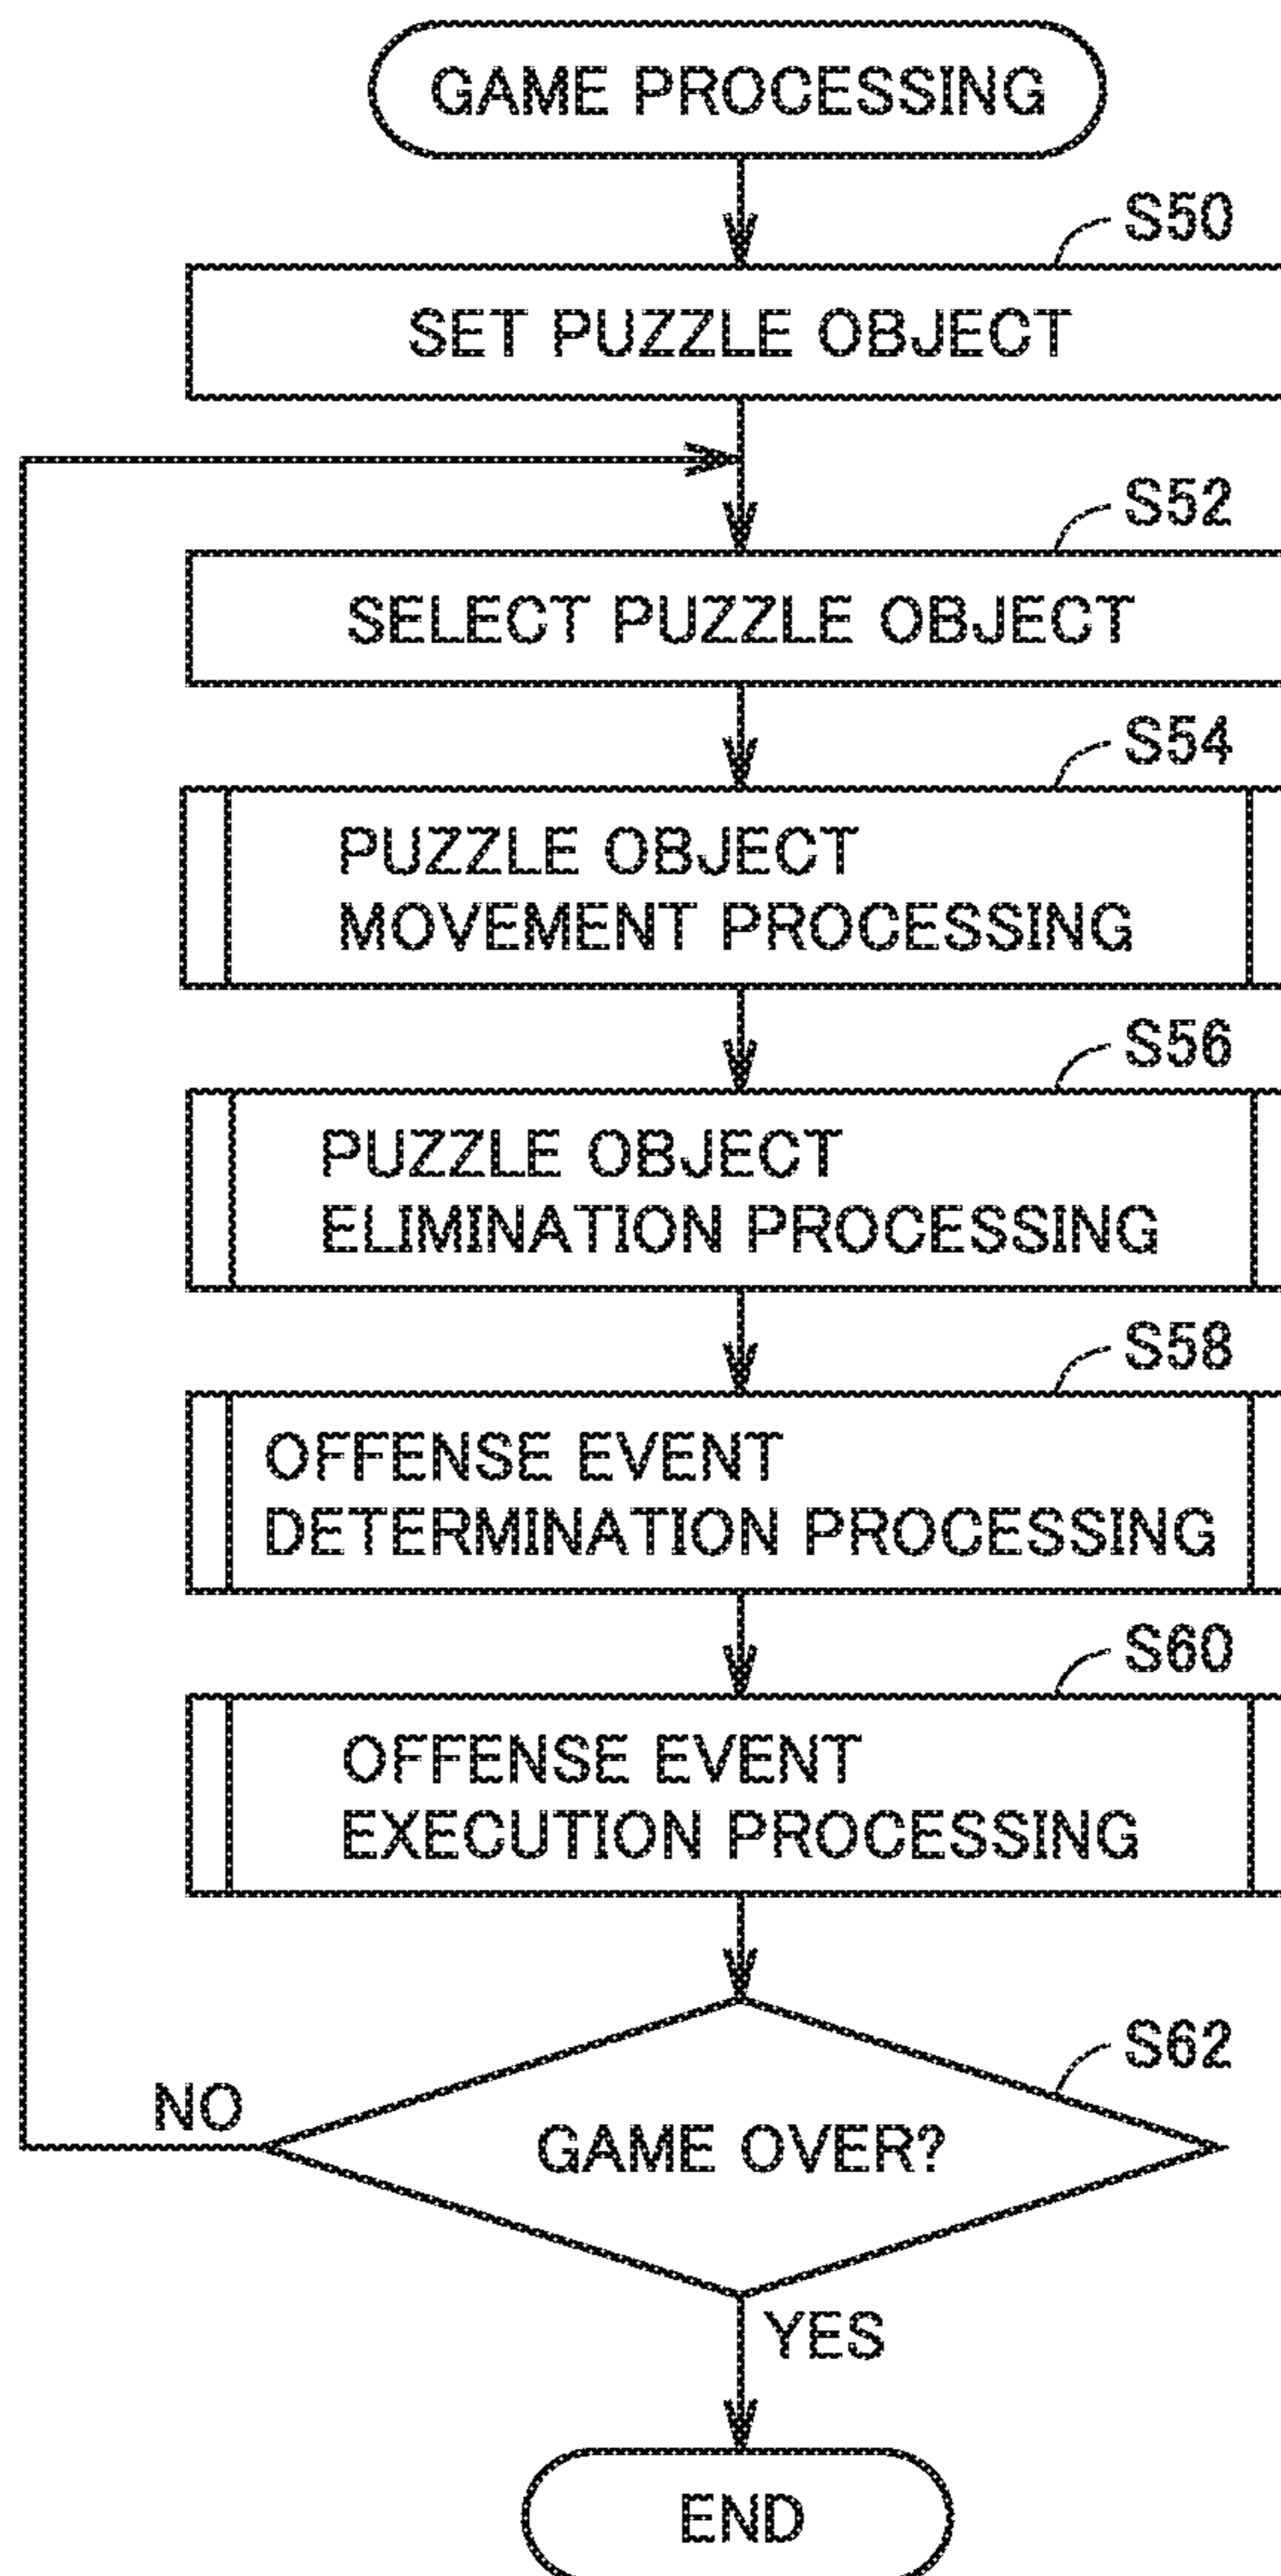 GAME PROCESSING
S50
SET PUZZLE OBJECT
S52
SELECT PUZZLE OBJECT
S54
PUZZLE OBJECT
MOVEMENT PROCESSING
S56
PUZZLE OBJECT
ELIMINATION PROCESSING
S58
OFFENSE EVENT
DETERMINATION PROCESSING
S60
OFFENSE EVENT
EXECUTION PROCESSING
S62
NO
GAME OVER?
YES
END